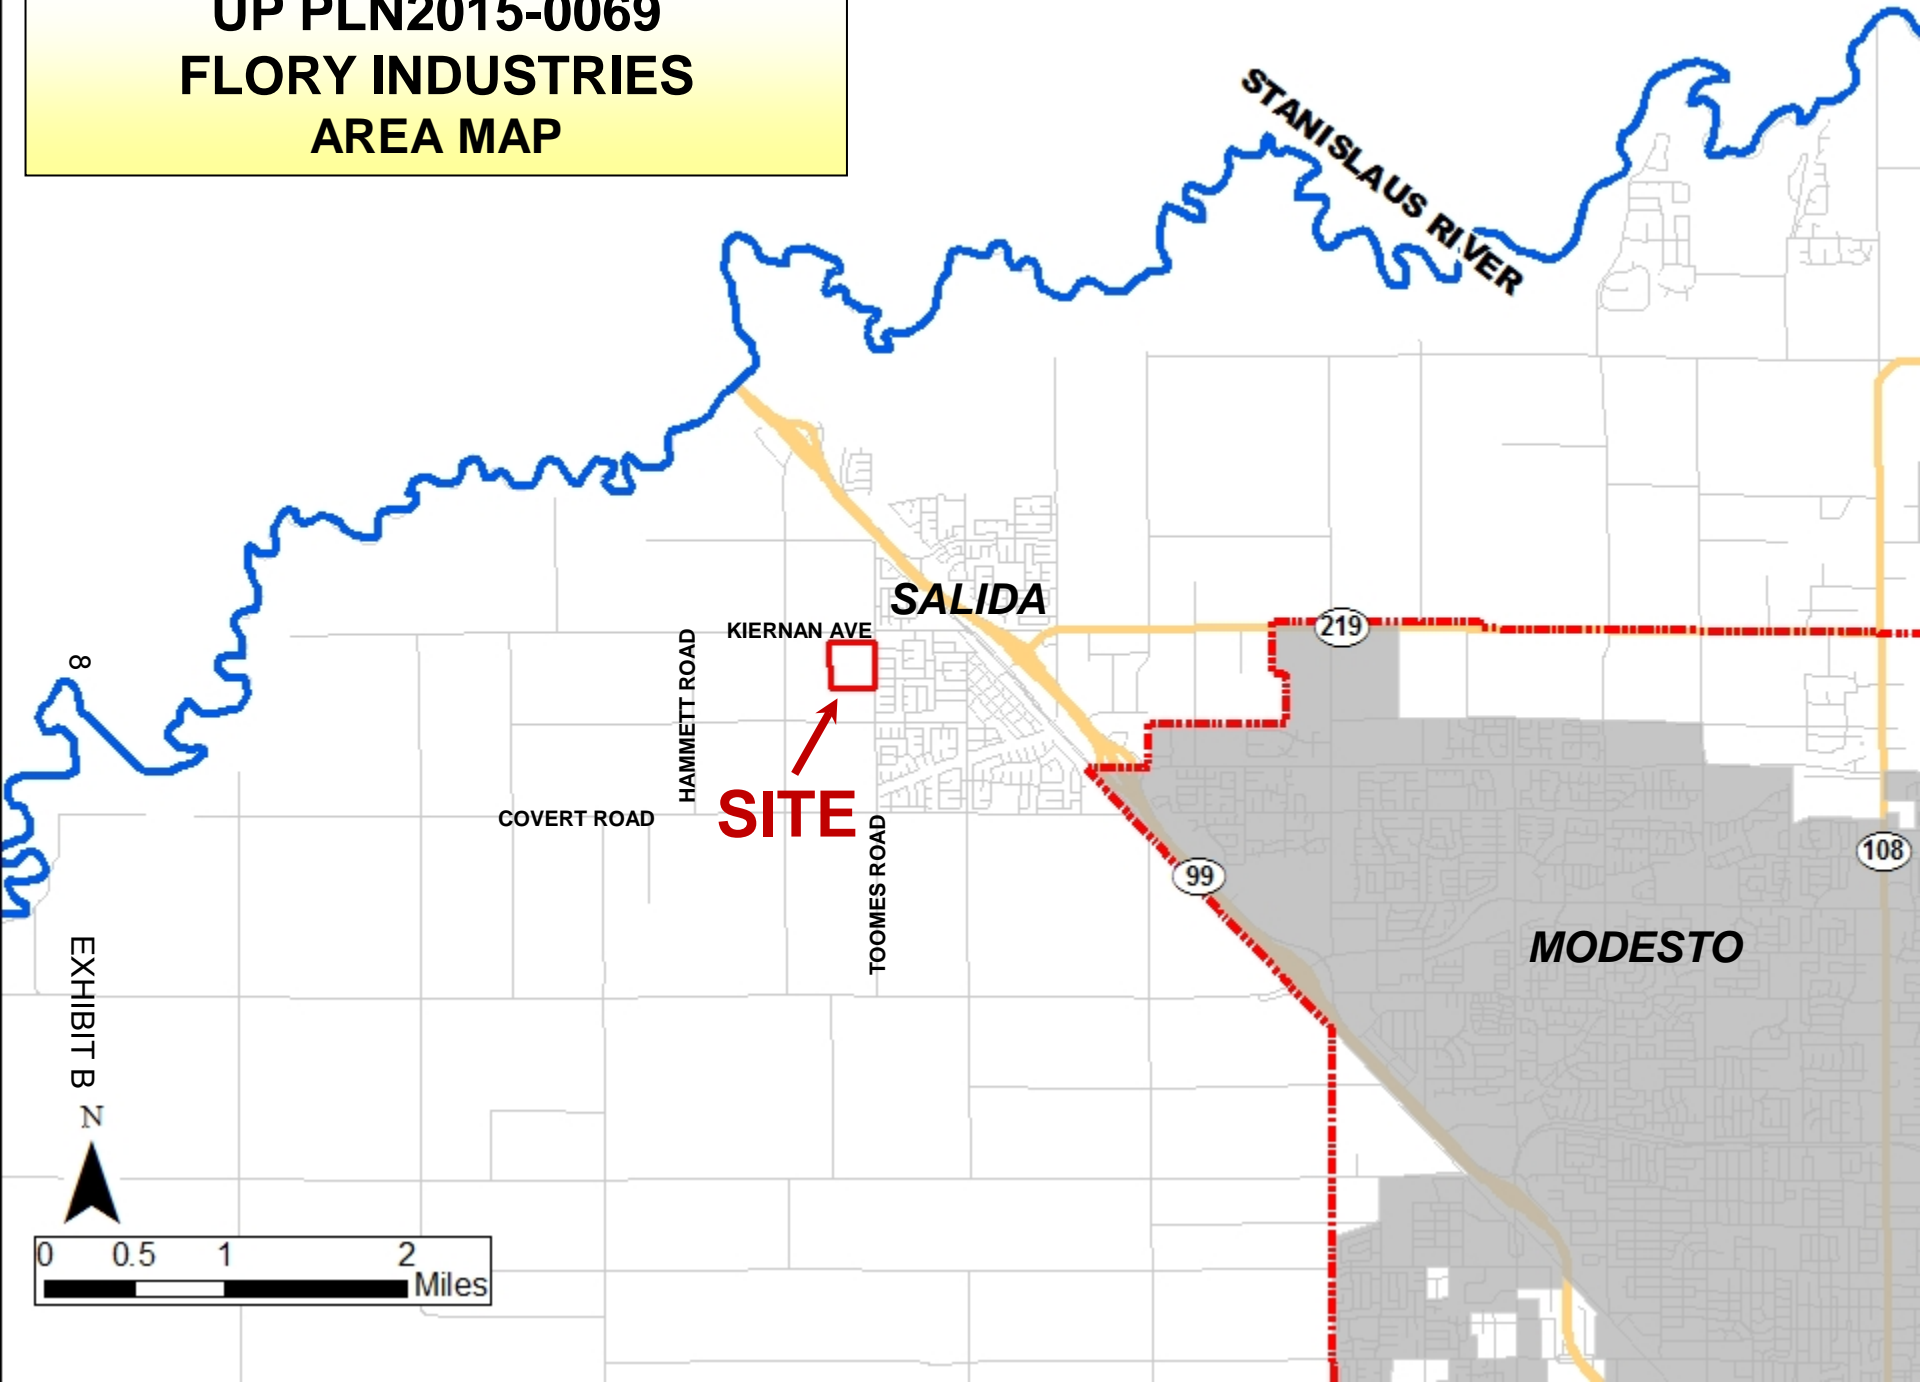 UP PLN2015-0069
FLORY INDUSTRIES
AREA MAP
STANISLAUS RIVER
SALIDA
KIERNAN AVE
219
HAMMETT ROAD
8
SITE
COVERT ROAD
TOOMES ROAD
99
108
MODESTO
EXHIBIT B
N
0 0.5 1 2
Miles